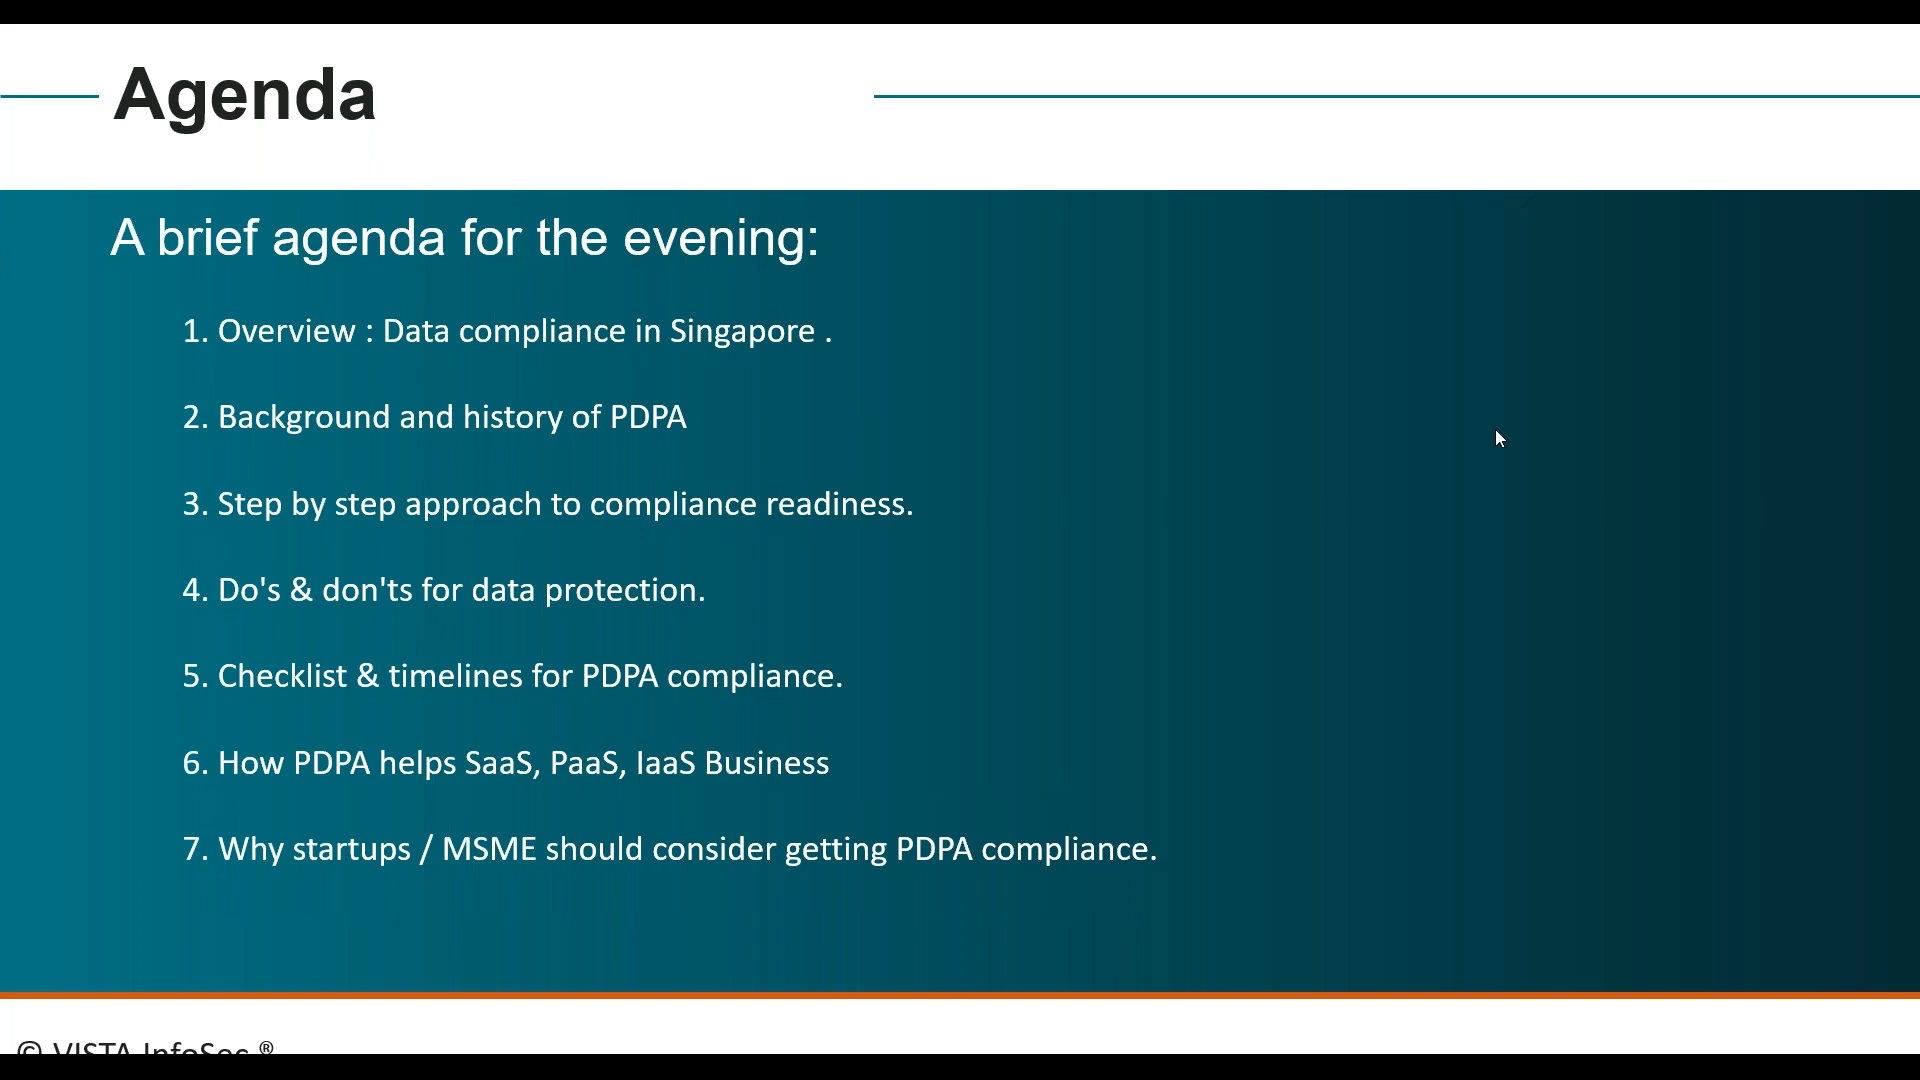 Agenda
A brief agenda for the evening:
1. Overview : Data compliance in Singapore .
2. Background and history of PDPA
3. Step by step approach to compliance readiness.
4. Do's & don'ts for data protection.
5. Checklist & timelines for PDPA compliance.
6. How PDPA helps SaaS, PaaS, IaaS Business
7. Why startups / MSME should consider getting PDPA compliance.
© VISTA InfoSec ®